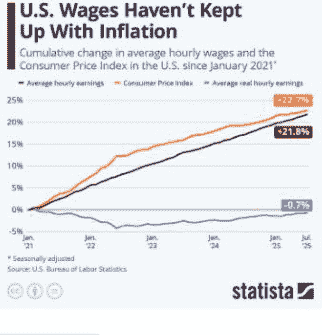 U.S. Wages Haven't Kept
Up With Inflation
Cumulative change in average hourly wages and the
Consumer Price Index in the U.S. since January 2021*
Average hourly earnings Consumer Price Index Average real hourly earnings
25%
+22.7%
20%
+21.8%
15%
10%
5%
0%
-0.7%
-5%
Jan. Jan. Jan. Jan. Jan. Jul.
'21 '22 '23 '24 '25 '25
* Seasonally adjusted
Source: U.S. Bureau of Labor Statistics
statista